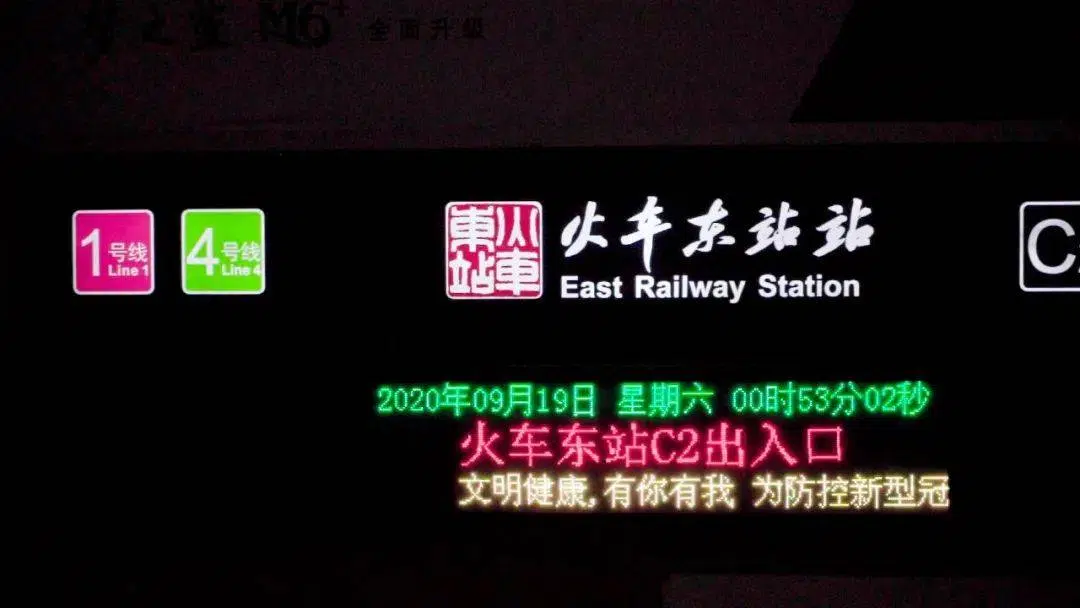 M6+ 全面升级
1号线
Line 1
4号线
Line 4
東火
站車
火车东站站
East Railway Station
C2
2020年09月19日 星期六 00时53分02秒
火车东站C2出入口
文明健康,有你有我 为防控新型冠